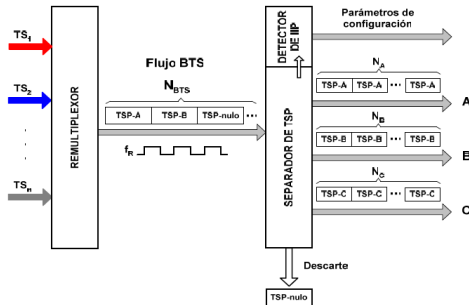 TS1
TS2
TSn
REMULTIPLEXOR
Flujo BTS
NBTS
TSP-A TSP-B TSP-nulo ...
fR
DETECTOR DE IIP
SEPARADOR DE TSP
Parámetros de
configuración
NA
TSP-A TSP-A ... TSP-A
A
NB
TSP-B TSP-B ... TSP-B
B
NC
TSP-C TSP-C ... TSP-C
C
Descarte
TSP-nulo